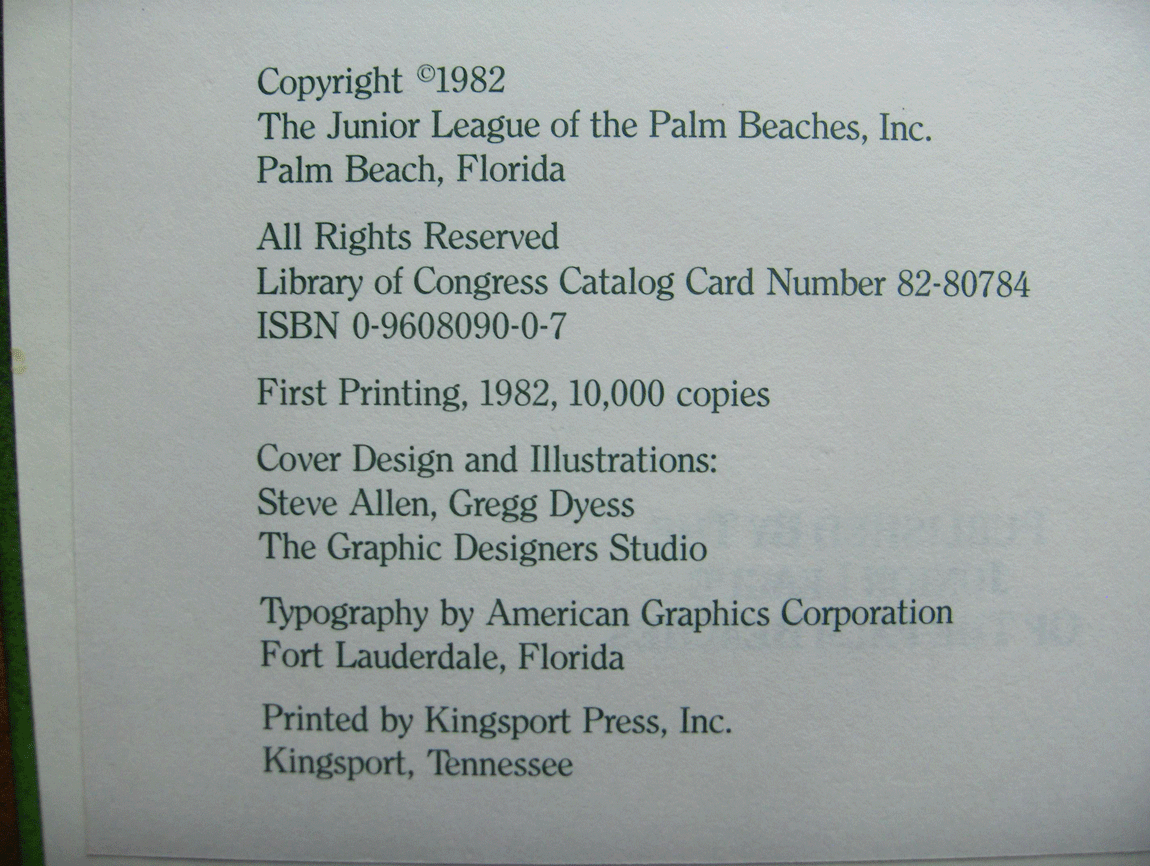 Copyright ©1982
The Junior League of the Palm Beaches, Inc.
Palm Beach, Florida
All Rights Reserved
Library of Congress Catalog Card Number 82-80784
ISBN 0-9608090-0-7
First Printing, 1982, 10,000 copies
Cover Design and Illustrations:
Steve Allen, Gregg Dyess
The Graphic Designers Studio
Typography by American Graphics Corporation
Fort Lauderdale, Florida
Printed by Kingsport Press, Inc.
Kingsport, Tennessee